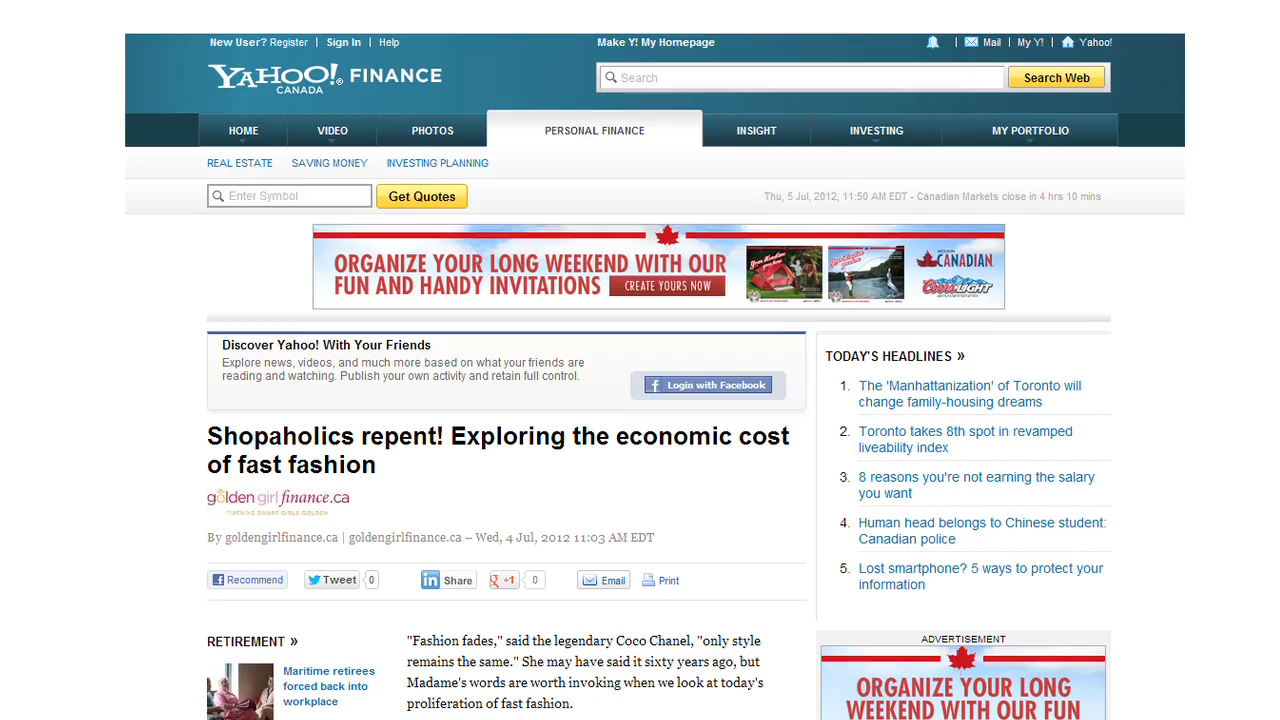 New User? Register | Sign In | Help
Make Y! My Homepage
Mail | My Y! | Yahoo!
YAHOO! FINANCE
CANADA
Search
Search Web
HOME VIDEO PHOTOS PERSONAL FINANCE INSIGHT INVESTING MY PORTFOLIO
REAL ESTATE SAVING MONEY INVESTING PLANNING
Enter Symbol
Get Quotes
Thu, 5 Jul, 2012, 11:50 AM EDT - Canadian Markets close in 4 hrs 10 mins
ORGANIZE YOUR LONG WEEKEND WITH OUR
FUN AND HANDY INVITATIONS
CREATE YOURS NOW
MOLSON
CANADIAN
Coors LIGHT
Discover Yahoo! With Your Friends
Explore news, videos, and much more based on what your friends are
reading and watching. Publish your own activity and retain full control.
Login with Facebook
Shopaholics repent! Exploring the economic cost
of fast fashion
golden girl finance.ca
TURNING SMART GIRLS GOLDEN
By goldengirlfinance.ca | goldengirlfinance.ca – Wed, 4 Jul, 2012 11:03 AM EDT
Recommend
Tweet 0
Share
+1 0
Email
Print
RETIREMENT »
Maritime retirees
forced back into
workplace
"Fashion fades," said the legendary Coco Chanel, "only style
remains the same." She may have said it sixty years ago, but
Madame's words are worth invoking when we look at today's
proliferation of fast fashion.
TODAY'S HEADLINES »
1. The 'Manhattanization' of Toronto will
change family-housing dreams
2. Toronto takes 8th spot in revamped
liveability index
3. 8 reasons you're not earning the salary
you want
4. Human head belongs to Chinese student:
Canadian police
5. Lost smartphone? 5 ways to protect your
information
ADVERTISEMENT
ORGANIZE YOUR LONG
WEEKEND WITH OUR FUN